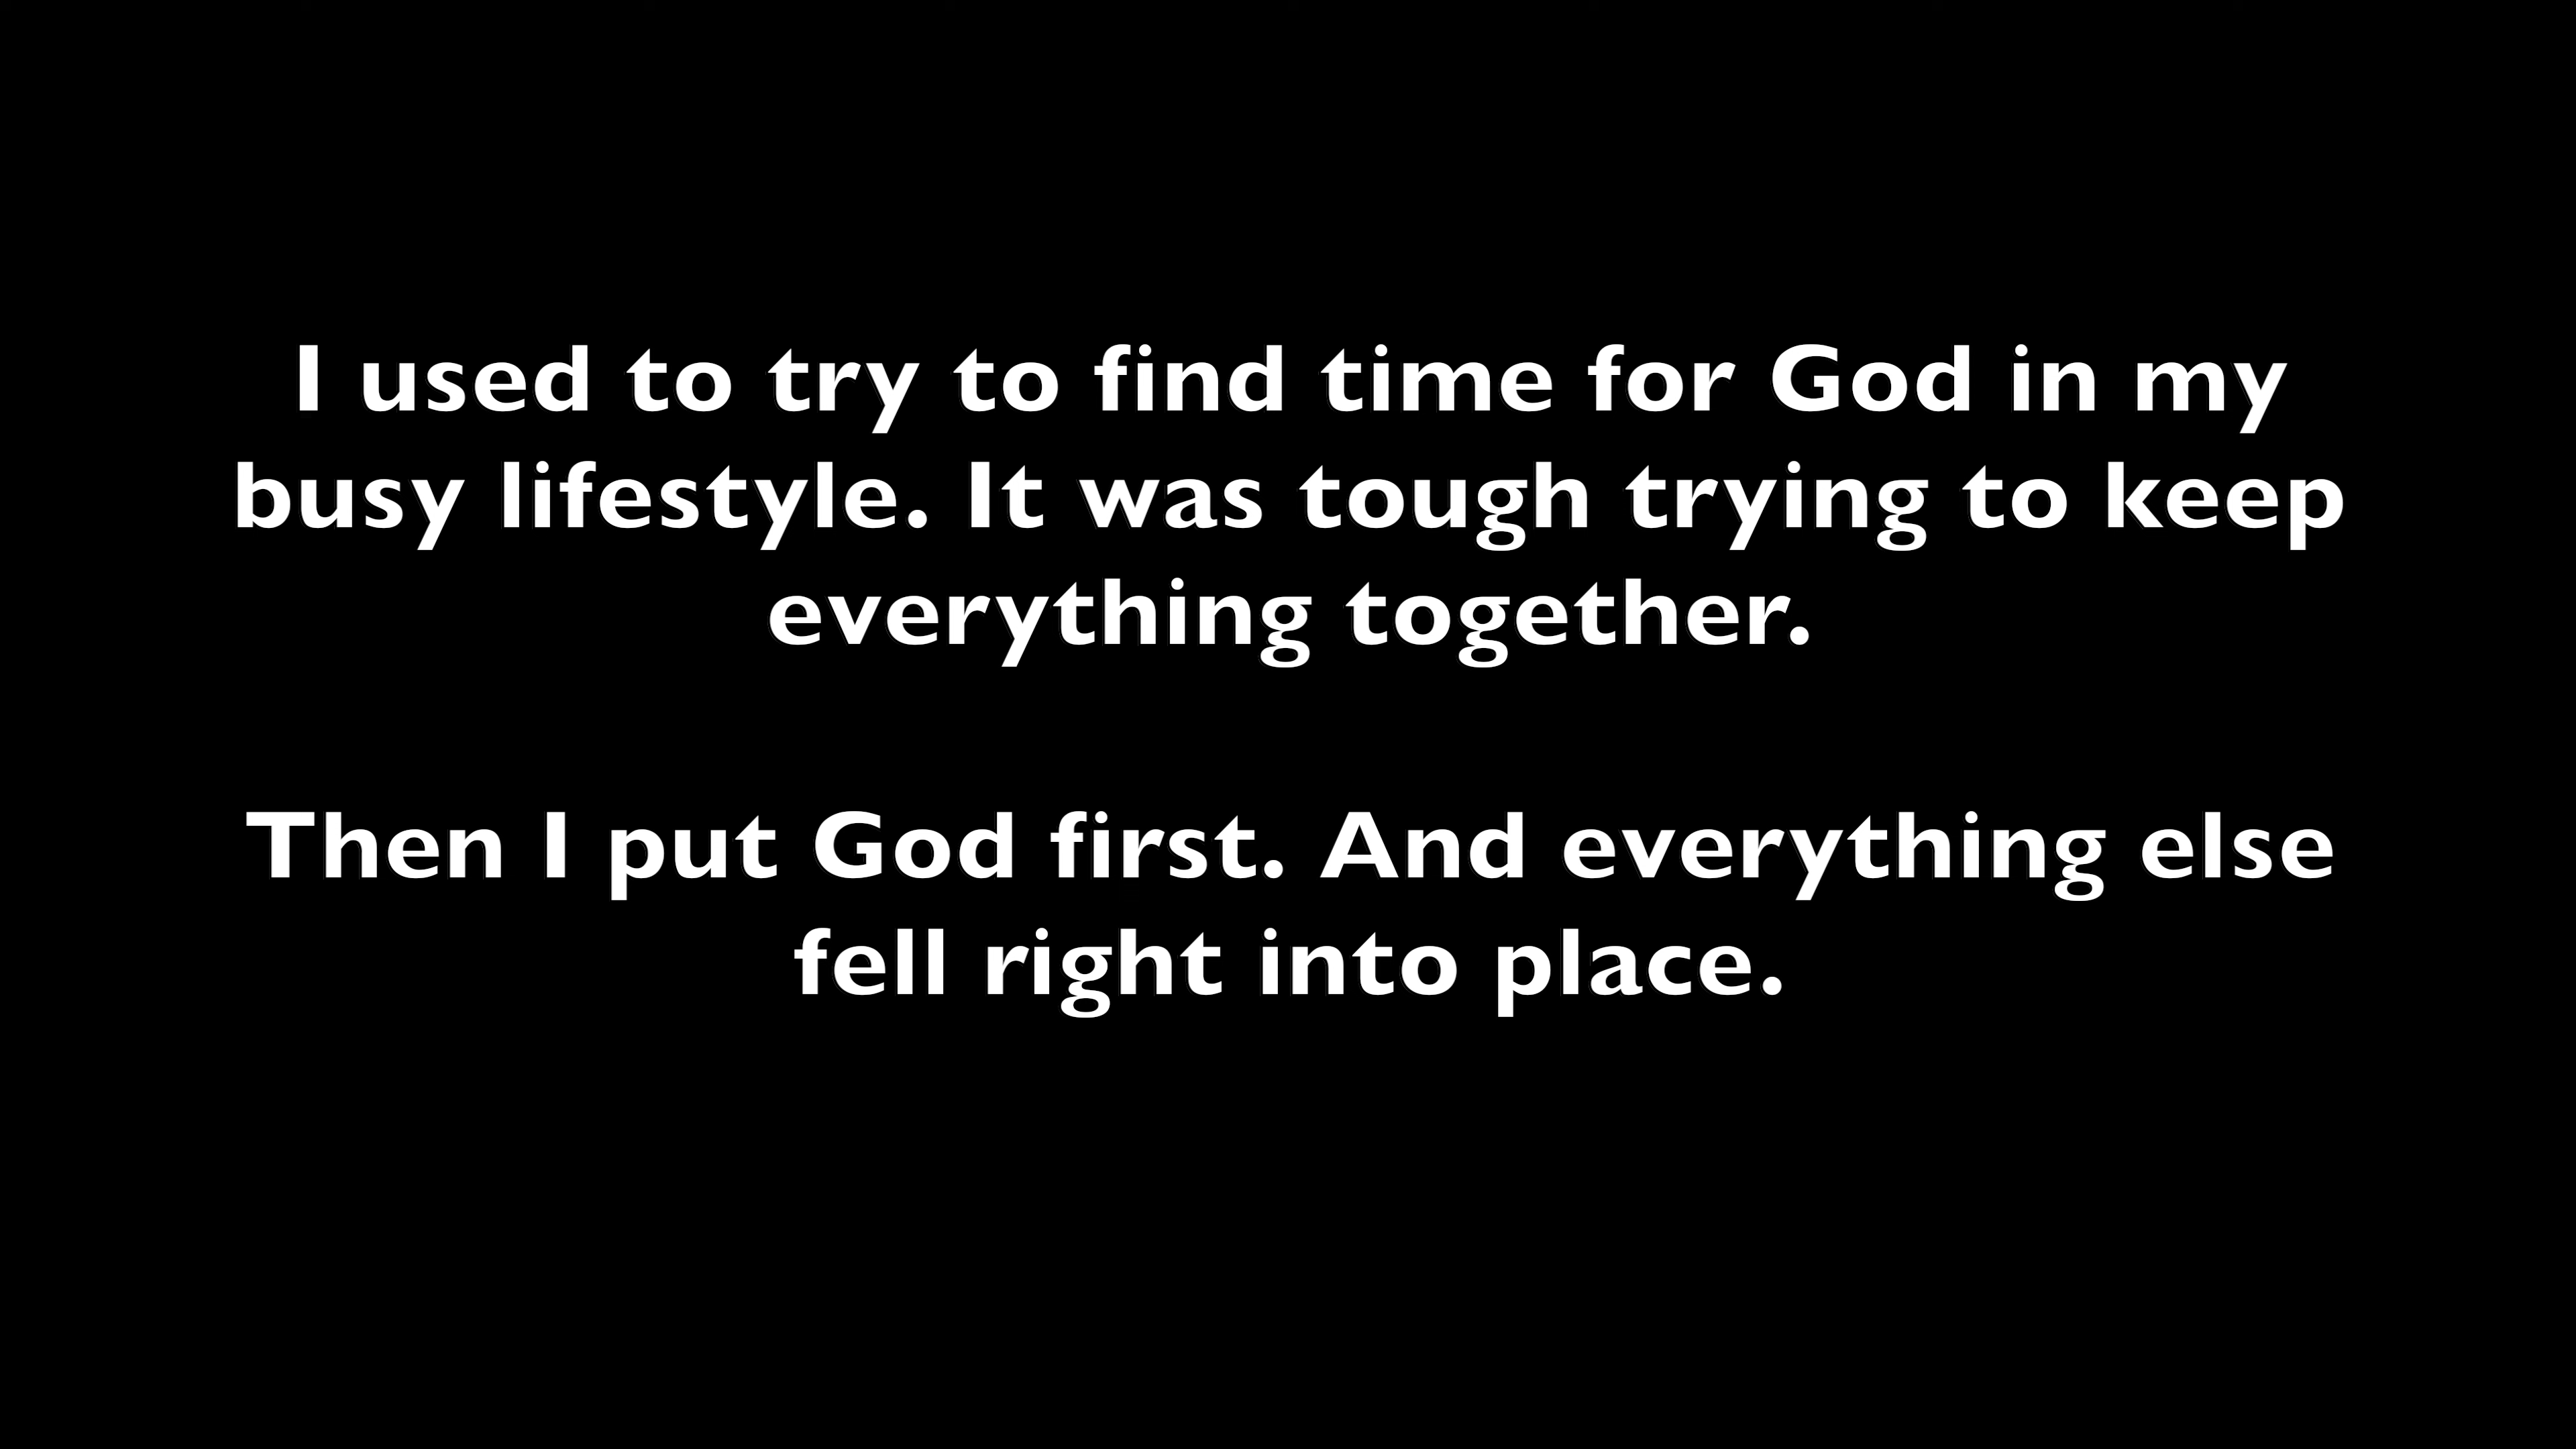 I used to try to find time for God in my
busy lifestyle. It was tough trying to keep
everything together.
Then I put God first. And everything else
fell right into place.